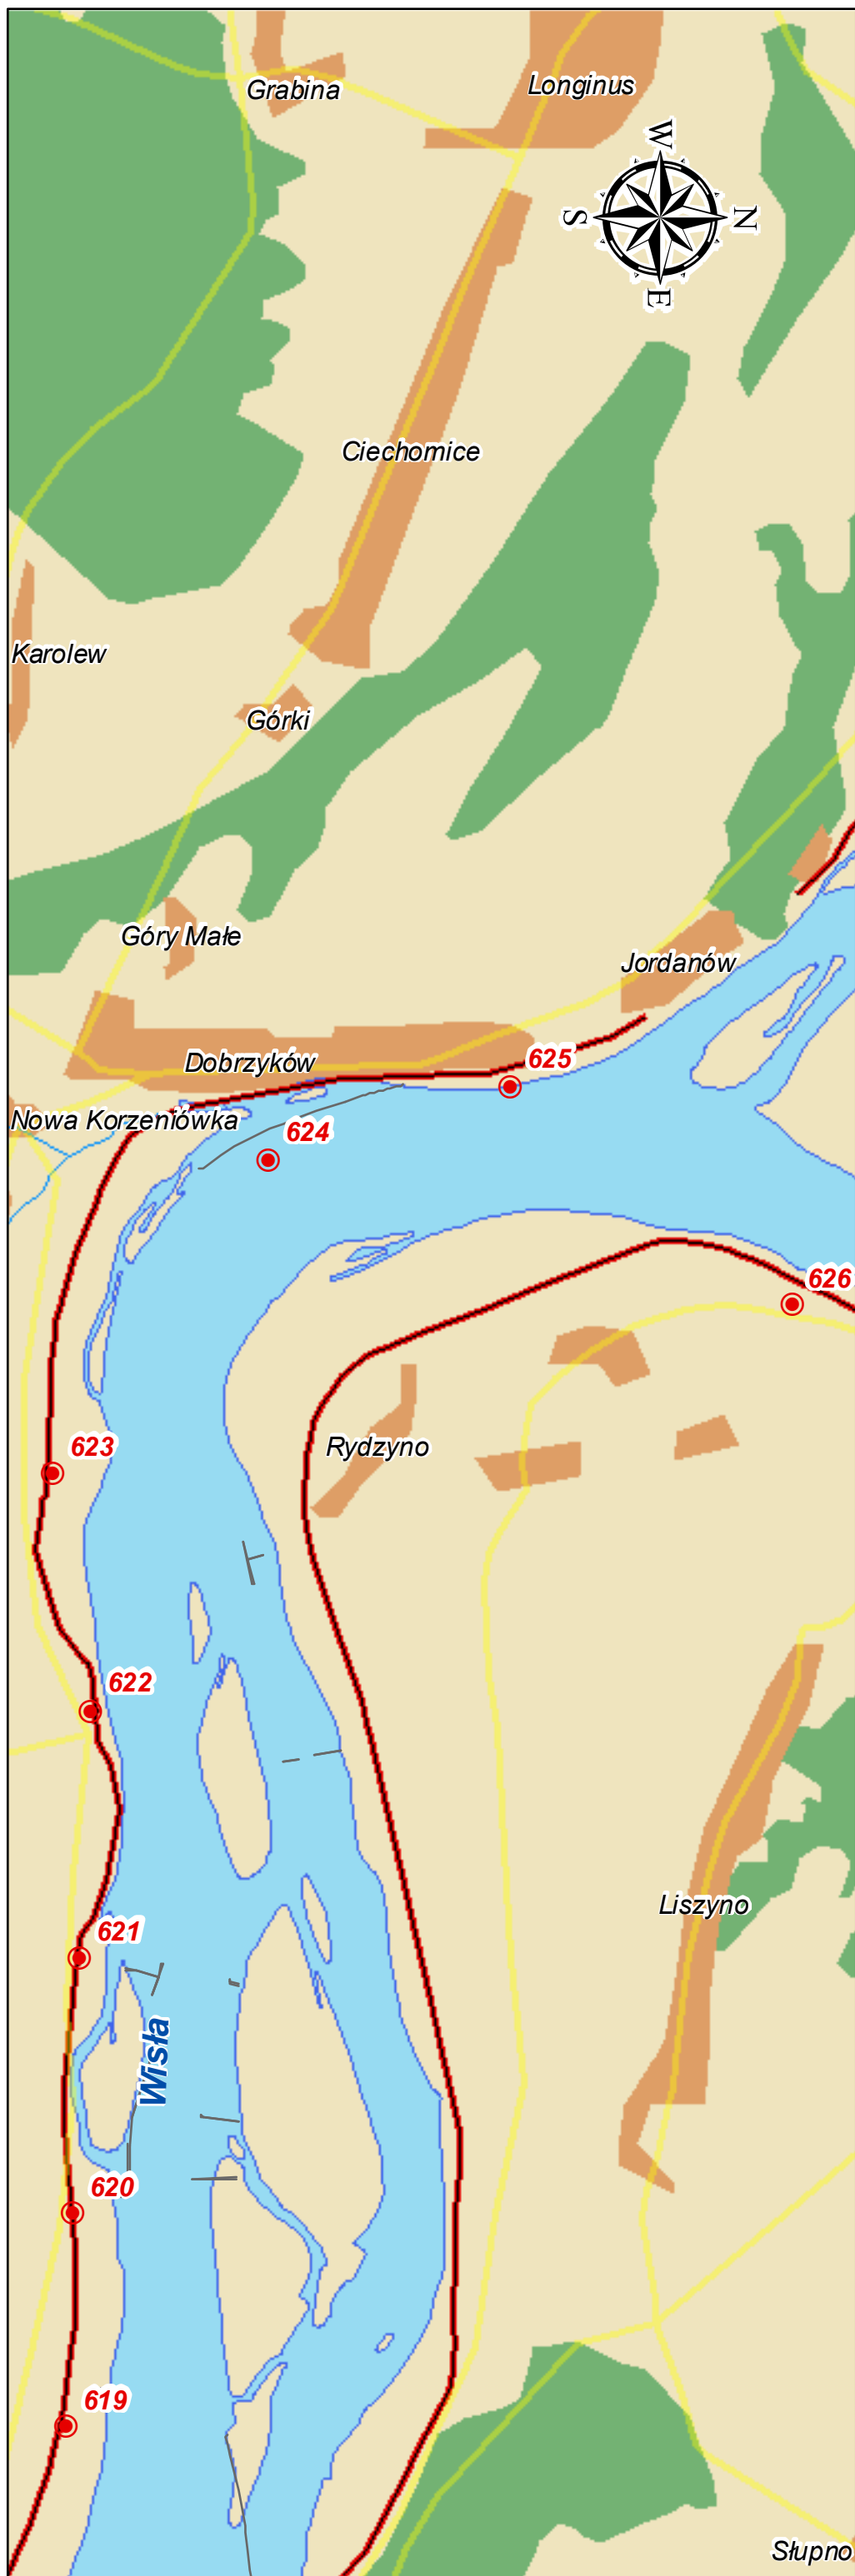 Grabina
Longinus
W
S
N
E
Ciechomice
Karolew
Górki
Góry Małe
Jordanów
625
Dobrzyków
Nowa Korzeniówka
624
626
623
Rydzyno
622
Liszyno
621
Wisła
620
619
Słupno